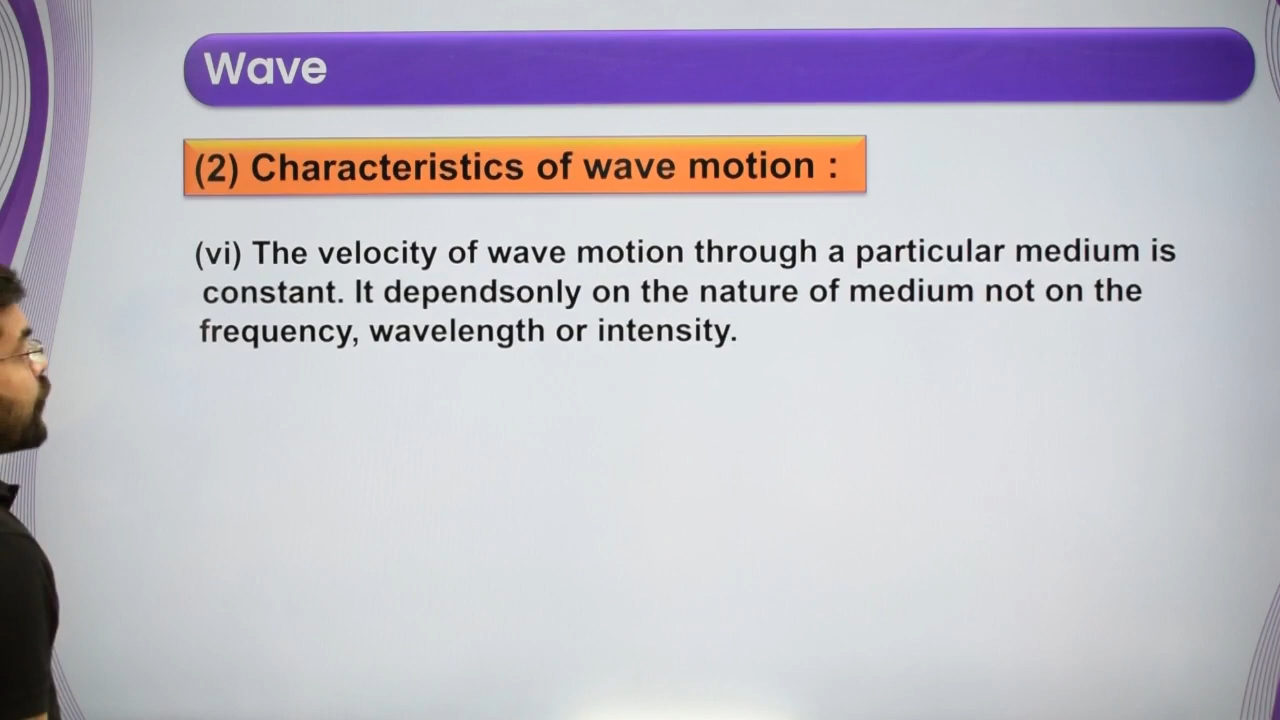 Wave
(2) Characteristics of wave motion :
(vi) The velocity of wave motion through a particular medium is
constant. It dependsonly on the nature of medium not on the
frequency, wavelength or intensity.